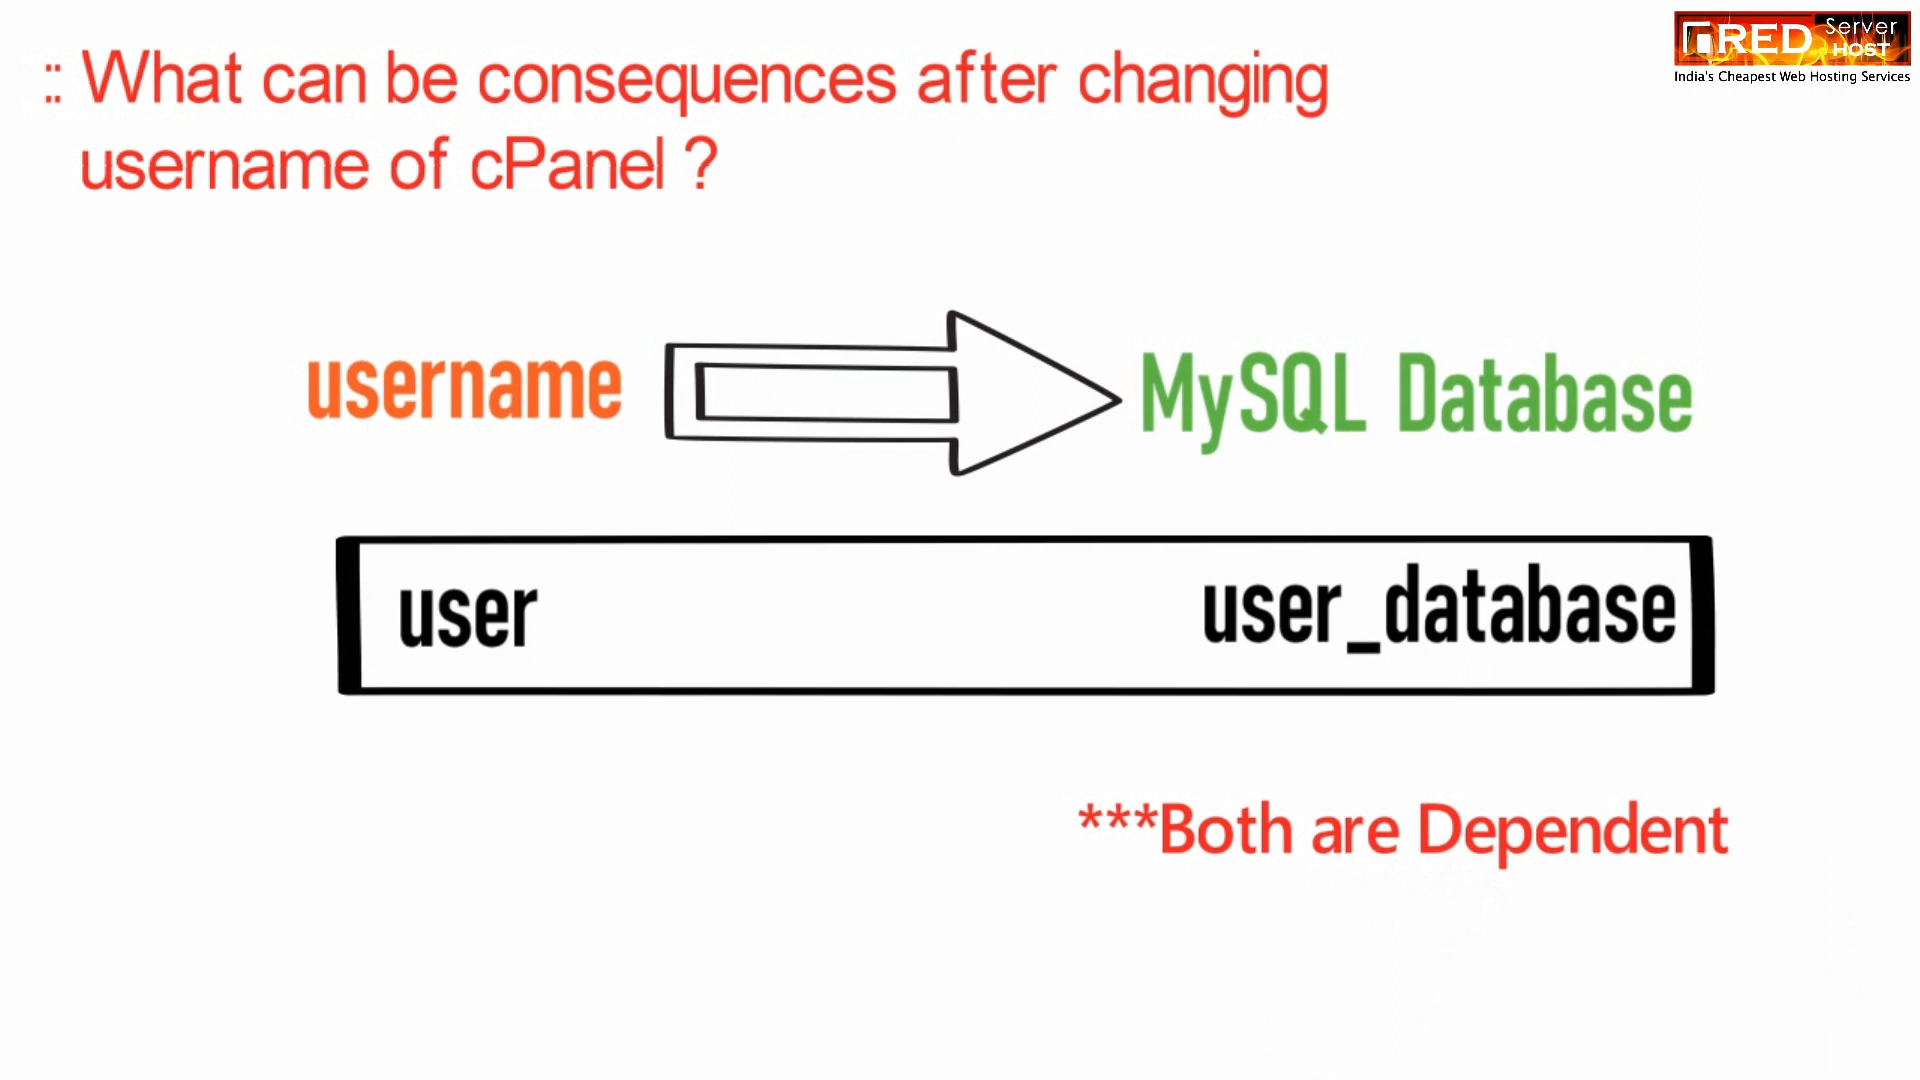 :: What can be consequences after changing
username of cPanel ?
RED Server HOST
India's Cheapest Web Hosting Services
username
MySQL Database
user
user_database
***Both are Dependent